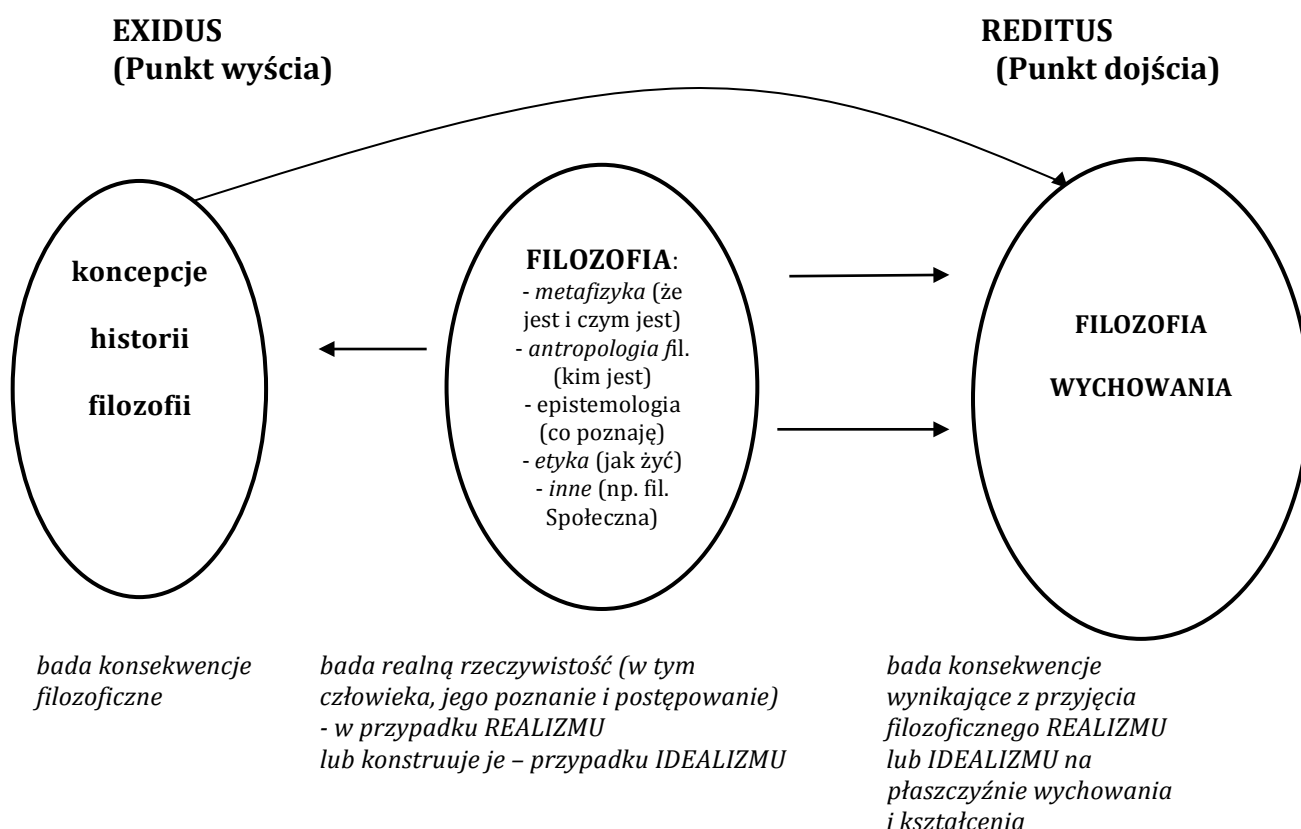 EXIDUS
(Punkt wyścia)
REDITUS
(Punkt dojścia)
koncepcje
historii
filozofii
FILOZOFIA:
- metafizyka (że
jest i czym jest)
- antropologia fil.
(kim jest)
- epistemologia
(co poznaję)
- etyka (jak żyć)
- inne (np. fil.
Społeczna)
FILOZOFIA
WYCHOWANIA
bada konsekwencje
filozoficzne
bada realną rzeczywistość (w tym
człowieka, jego poznanie i postępowanie)
- w przypadku REALIZMU
lub konstruuje je – przypadku IDEALIZMU
bada konsekwencje
wynikające z przyjęcia
filozoficznego REALIZMU
lub IDEALIZMU na
płaszczyźnie wychowania
i kształcenia